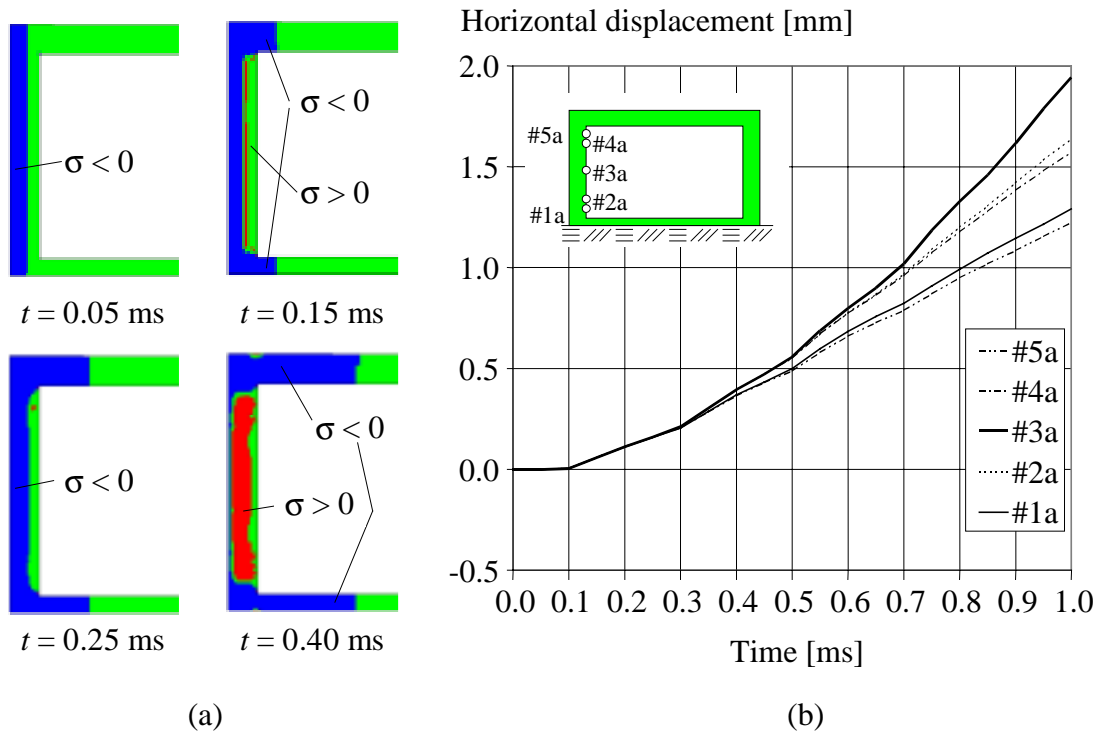 σ < 0
t = 0.05 ms
σ < 0
σ > 0
t = 0.15 ms
σ < 0
t = 0.25 ms
σ < 0
σ > 0
t = 0.40 ms
(a)
Horizontal displacement [mm]
2.0
1.5
1.0
0.5
0.0
-0.5
0.0 0.1 0.2 0.3 0.4 0.5 0.6 0.7 0.8 0.9 1.0
Time [ms]
#5a
#4a
#3a
#2a
#1a
#5a
#4a
#3a
#2a
#1a
(b)